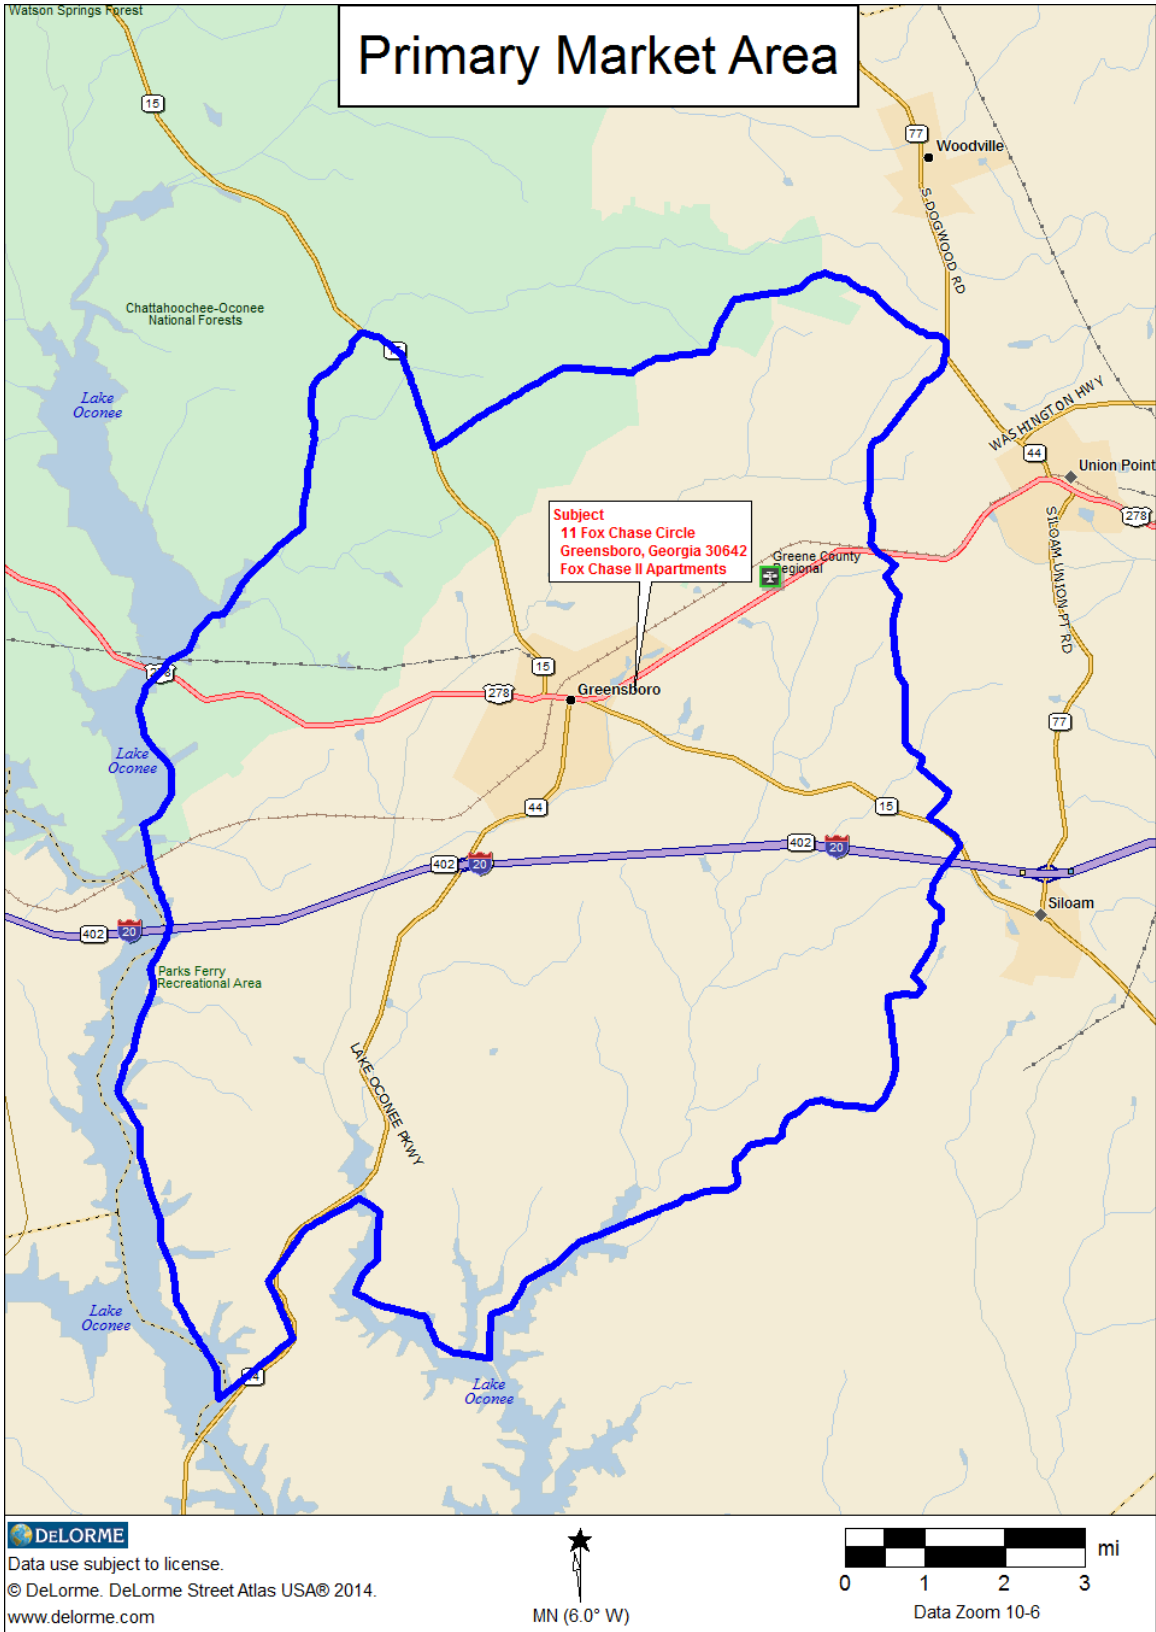 Watson Springs Forest
Primary Market Area
15
77
Woodville
S DOGWOOD RD
Chattahoochee-Oconee
National Forests
15
Lake
Oconee
WASHINGTON HWY
44
Union Point
278
Subject
11 Fox Chase Circle
Greensboro, Georgia 30642
Fox Chase II Apartments
Greene County
Regional
SILOAM UNION PT RD
15
278
278
Greensboro
77
Lake
Oconee
44
15
402
20
402
20
Siloam
402
20
Parks Ferry
Recreational Area
LAKE OCONEE PKWY
Lake
Oconee
44
Lake
Oconee
DELORME
Data use subject to license.
© DeLorme. DeLorme Street Atlas USA® 2014.
www.delorme.com
MN (6.0° W)
mi
0 1 2 3
Data Zoom 10-6